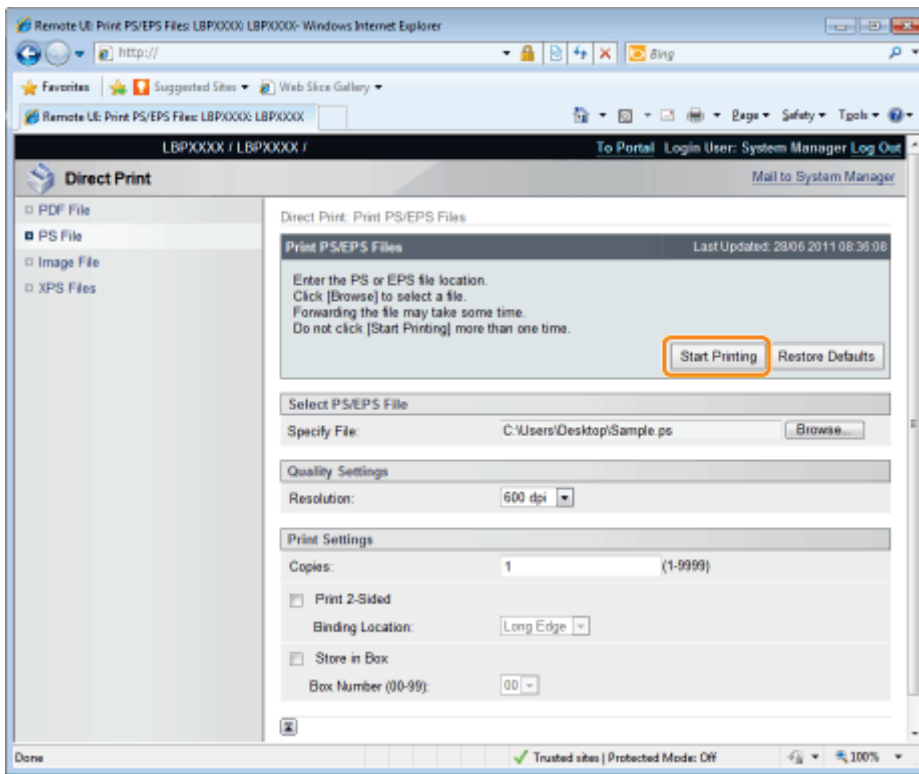 Remote UI: Print PS/EPS Files: LBPXXXX: LBPXXXX- Windows Internet Explorer
http://
Bing
Favorites Suggested Sites Web Slice Gallery
Remote UI: Print PS/EPS Files: LBPXXXX: LBPXXXX Page Safety Tools
LBPXXXX / LBPXXXX / To Portal Login User: System Manager Log Out
Direct Print Mail to System Manager
PDF File
PS File
Image File
XPS Files
Direct Print: Print PS/EPS Files
Print PS/EPS Files Last Updated: 28/06 2011 08:36:08
Enter the PS or EPS file location.
Click [Browse] to select a file.
Forwarding the file may take some time.
Do not click [Start Printing] more than one time.
Start Printing Restore Defaults
Select PS/EPS File
Specify File: C:\Users\Desktop\Sample.ps Browse...
Quality Settings
Resolution: 600 dpi
Print Settings
Copies: 1 (1-9999)
Print 2-Sided
Binding Location: Long Edge
Store in Box
Box Number (00-99): 00
Done Trusted sites | Protected Mode: Off 100%